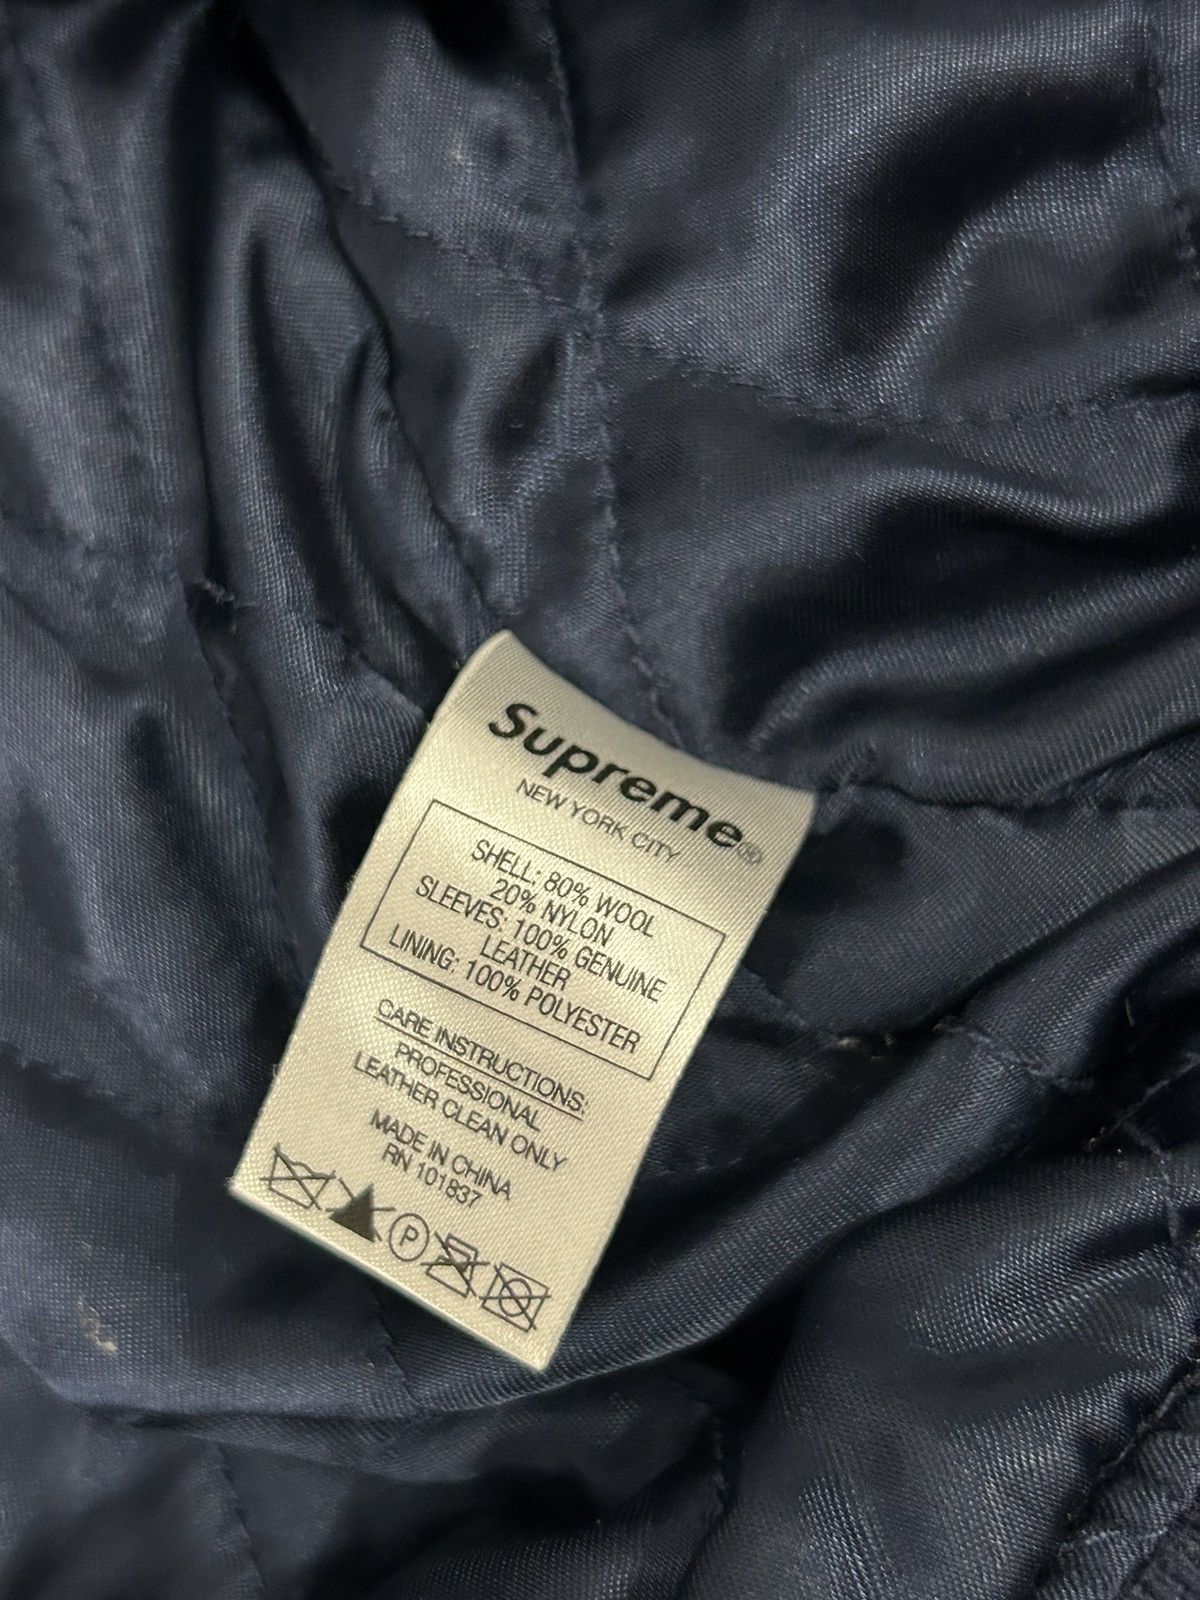 Supreme®
NEW YORK CITY
SHELL: 80% WOOL
20% NYLON
SLEEVES: 100% GENUINE
LEATHER
LINING: 100% POLYESTER
CARE INSTRUCTIONS:
PROFESSIONAL
LEATHER CLEAN ONLY
MADE IN CHINA
RN 101837
P